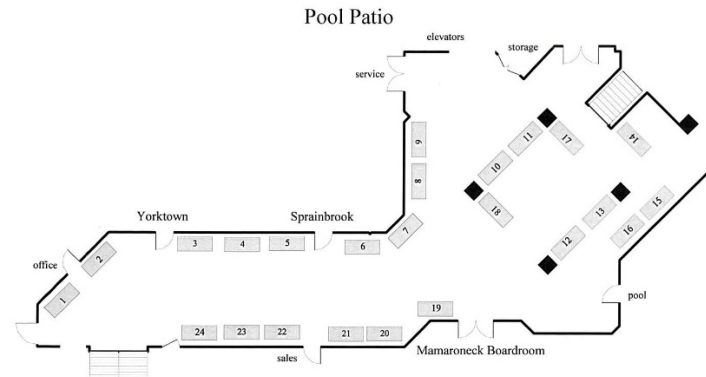 Pool Patio
elevators
storage
service
9
11
17
14
8
10
Yorktown
Sprainbrook
18
13
15
3
4
5
6
7
12
16
office
2
1
19
pool
24
23
22
21
20
sales
Mamaroneck Boardroom